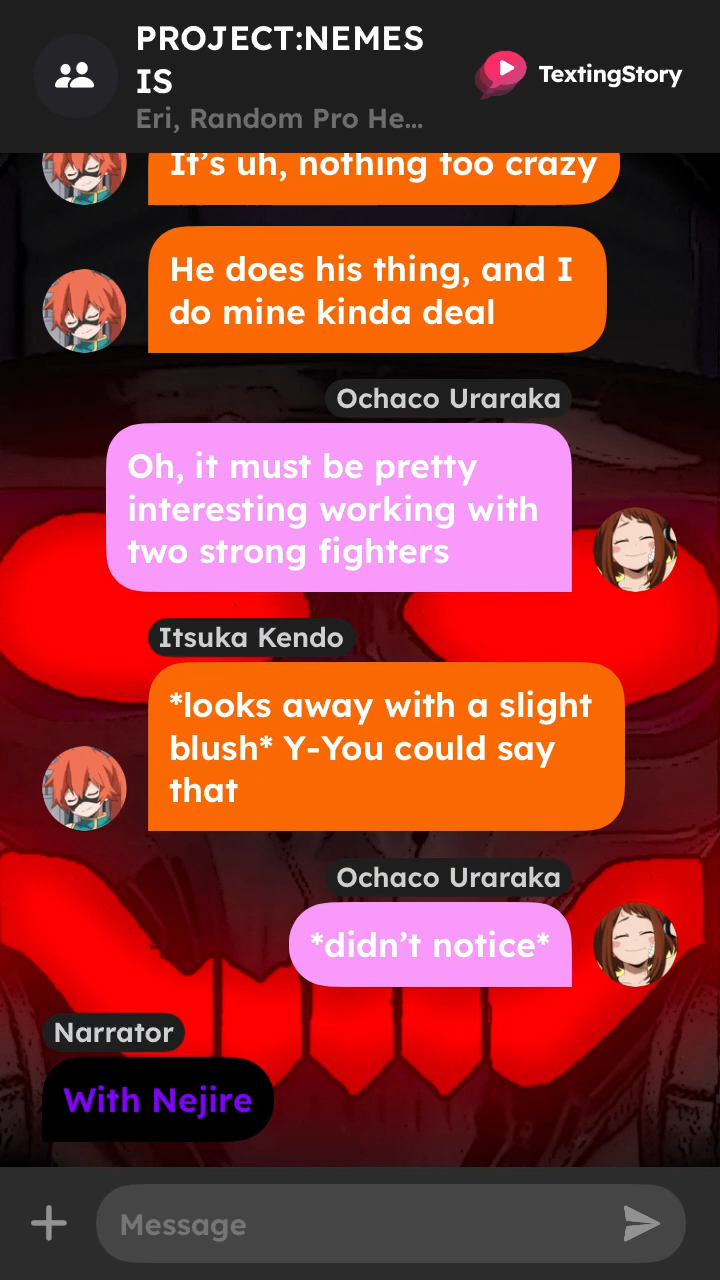 PROJECT:NEMES
IS
Eri, Random Pro He...
TextingStory
It's uh, nothing too crazy
He does his thing, and I
do mine kinda deal
Ochaco Uraraka
Oh, it must be pretty
interesting working with
two strong fighters
Itsuka Kendo
*looks away with a slight
blush* Y-You could say
that
Ochaco Uraraka
*didn't notice*
Narrator
With Nejire
Message